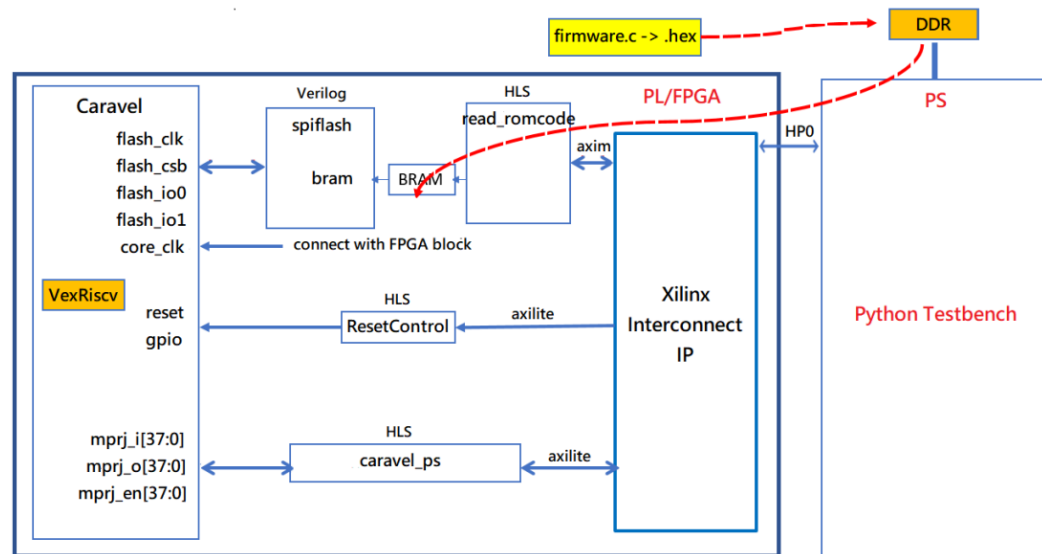 firmware.c -> .hex
DDR
PL/FPGA
PS
Caravel
flash_clk
flash_csb
flash_io0
flash_io1
core_clk
Verilog
spiflash
bram
BRAM
HLS
read_romcode
axim
HP0
connect with FPGA block
VexRiscv
reset
gpio
HLS
ResetControl
axilite
Xilinx
Interconnect
IP
Python Testbench
mprj_i[37:0]
mprj_o[37:0]
mprj_en[37:0]
HLS
caravel_ps
axilite